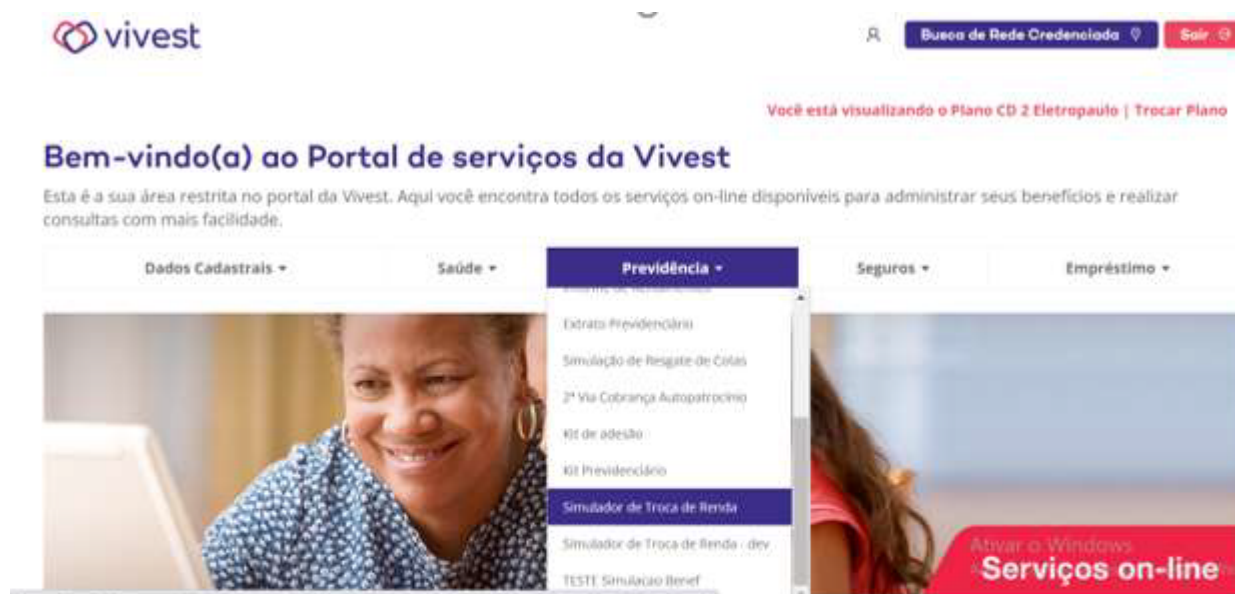 vivest
Busca de Rede Credenciada
Sair
Você está visualizando o Plano CD 2 Eletropaulo | Trocar Plano
Bem-vindo(a) ao Portal de serviços da Vivest
Esta é a sua área restrita no portal da Vivest. Aqui você encontra todos os serviços on-line disponíveis para administrar seus benefícios e realizar
consultas com mais facilidade.
Dados Cadastrais
Saúde
Previdência
Seguros
Empréstimo
Extrato Previdenciário
Simulação de Resgate de Cotas
2ª Via Cobrança Autopatrocínio
Kit de adesão
Kit Previdenciário
Simulador de Troca de Renda
Simulador de Troca de Renda - dev
TESTE Simulacao Benef
Ativar o Windows
Serviços on-line